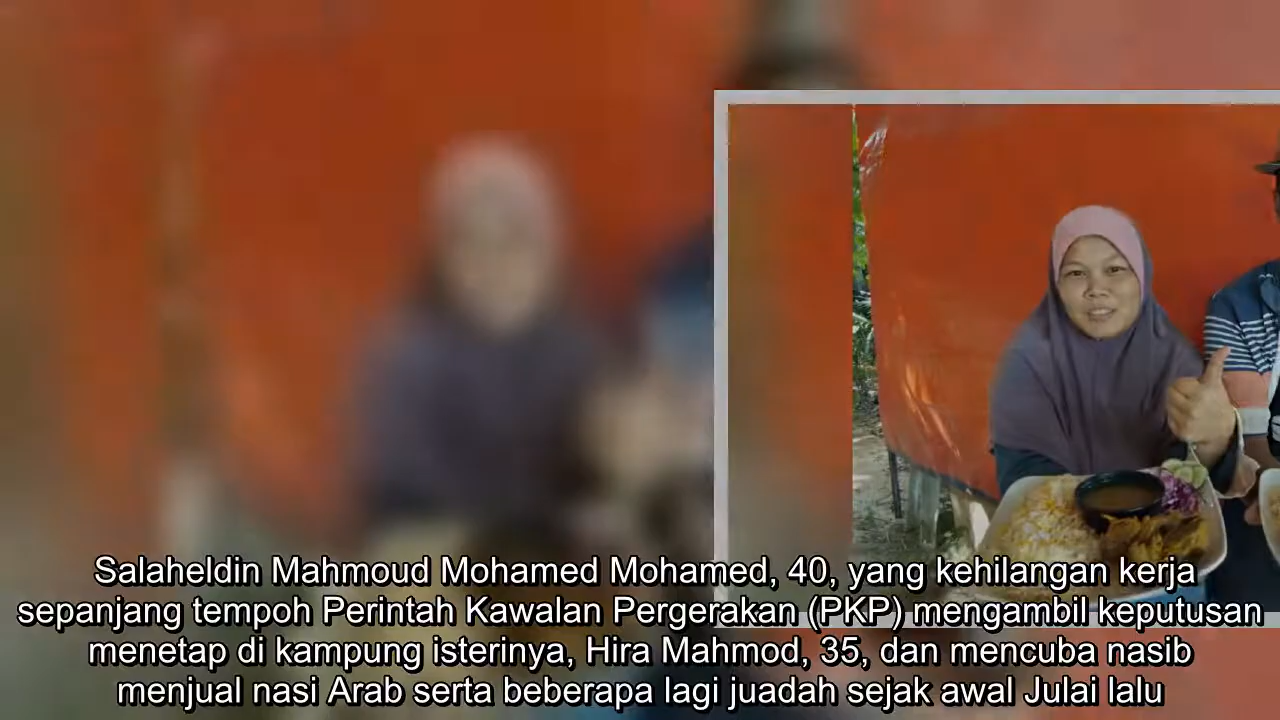 Salaheldin Mahmoud Mohamed Mohamed, 40, yang kehilangan kerja
sepanjang tempoh Perintah Kawalan Pergerakan (PKP) mengambil keputusan
menetap di kampung isterinya, Hira Mahmod, 35, dan mencuba nasib
menjual nasi Arab serta beberapa lagi juadah sejak awal Julai lalu